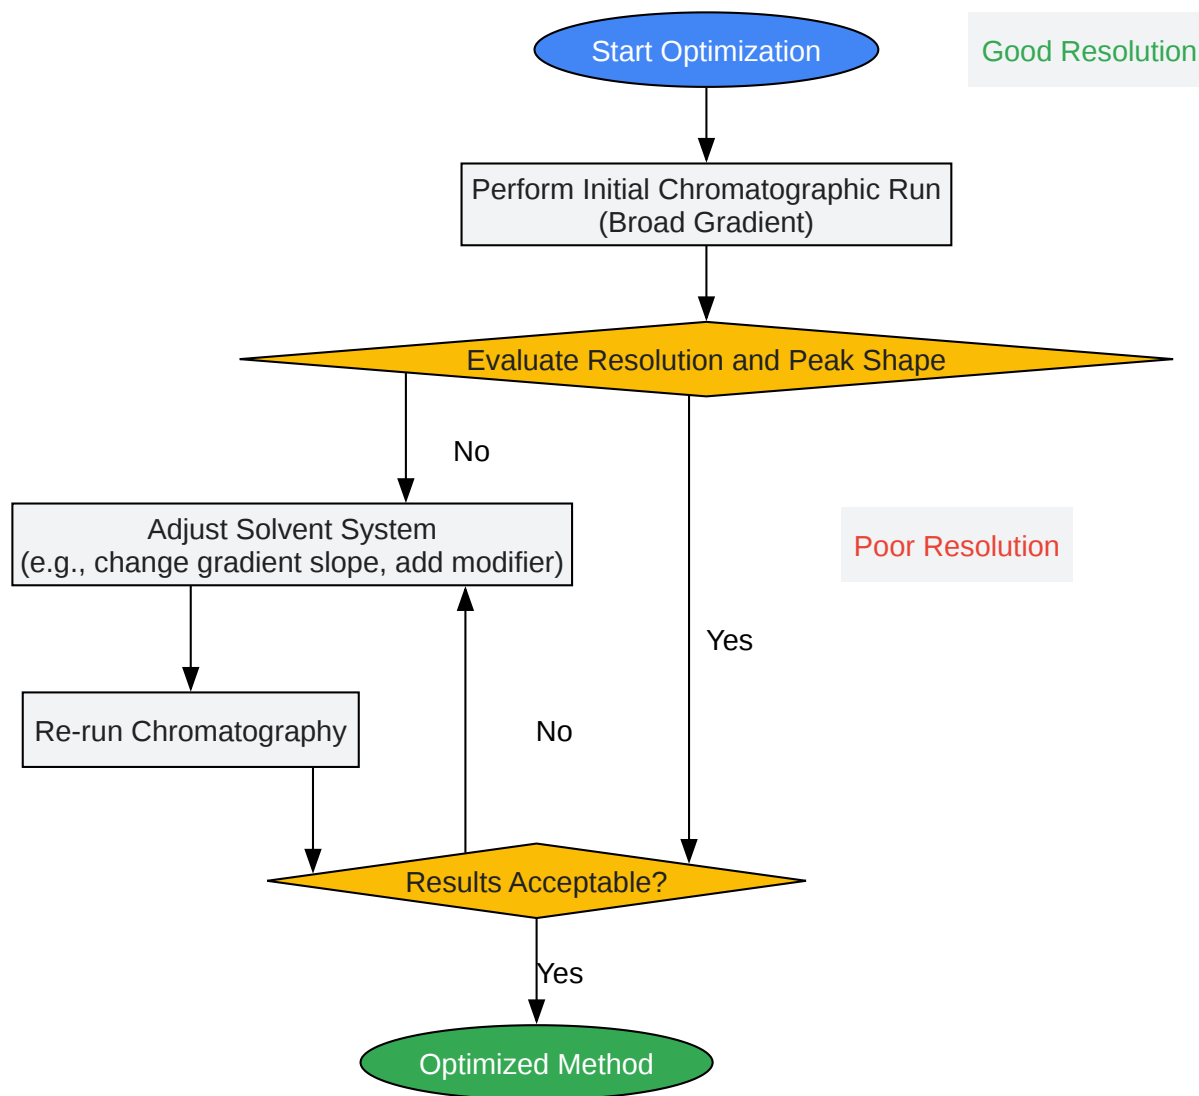 Start Optimization
Good Resolution
Perform Initial Chromatographic Run
(Broad Gradient)
Evaluate Resolution and Peak Shape
No
Adjust Solvent System
(e.g., change gradient slope, add modifier)
Poor Resolution
Yes
Re-run Chromatography
No
Results Acceptable?
Yes
Optimized Method